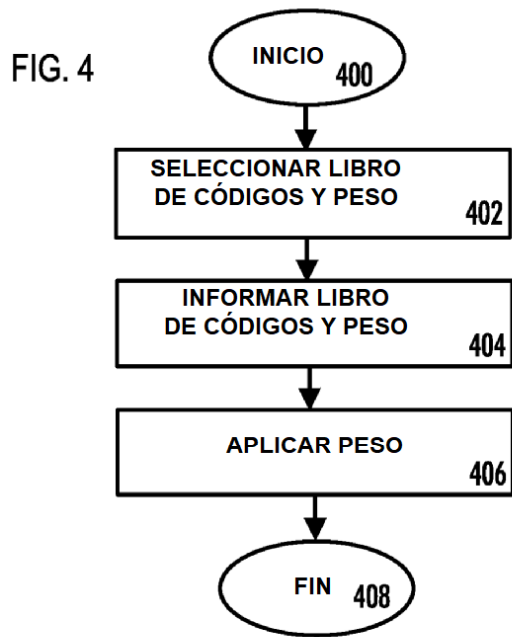 FIG. 4
INICIO 400
SELECCIONAR LIBRO
DE CÓDIGOS Y PESO
402
INFORMAR LIBRO
DE CÓDIGOS Y PESO
404
APLICAR PESO
406
FIN 408